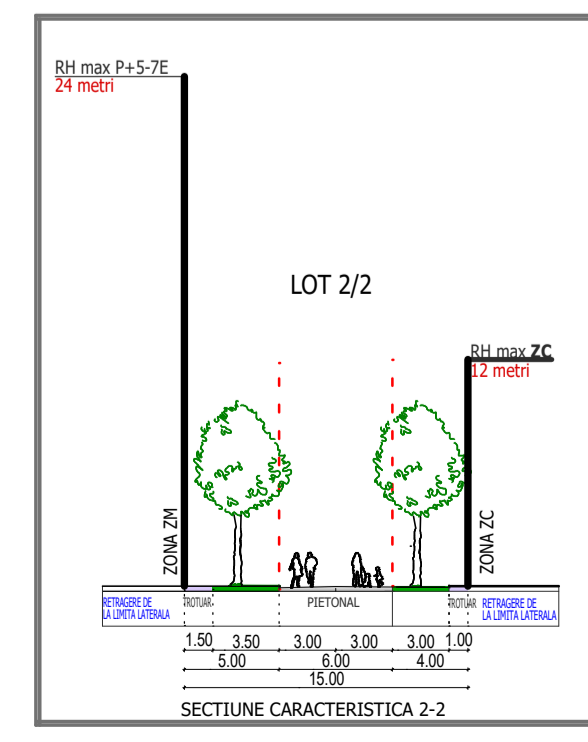 RH max P+5-7E
24 metri
LOT 2/2
RH max ZC
12 metri
ZONA ZM
ZONA ZC
RETRAGERE DE
LA LIMITA LATERALA
TROTUAR
PIETONAL
TROTUAR
RETRAGERE DE
LA LIMITA LATERALA
1.50 3.50 3.00 3.00 3.00 1.00
5.00 6.00 4.00
15.00
SECTIUNE CARACTERISTICA 2-2